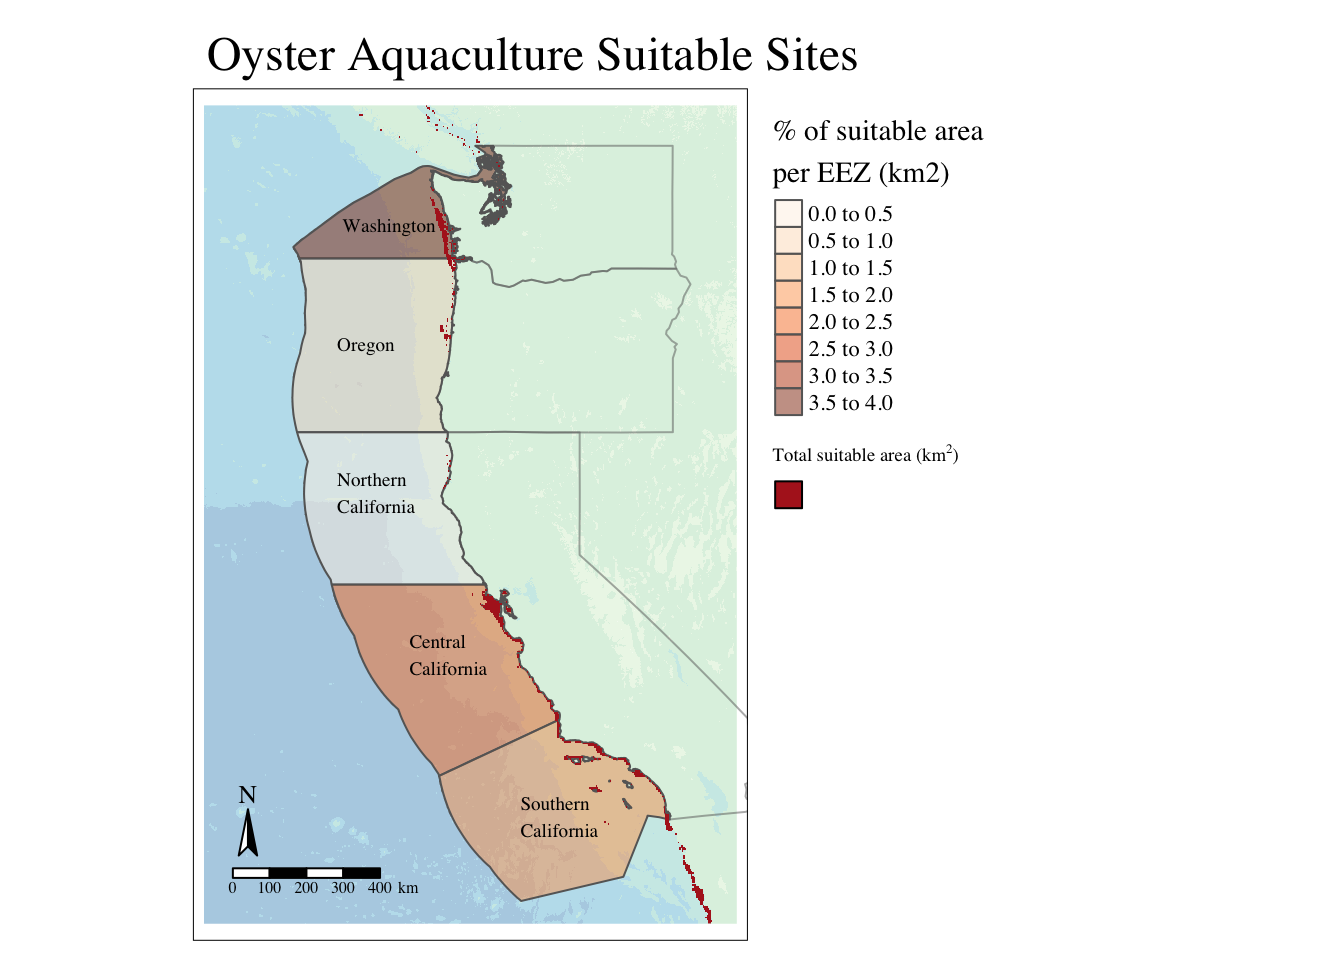 Oyster Aquaculture Suitable Sites
% of suitable area
per EEZ (km2)
0.0 to 0.5
0.5 to 1.0
1.0 to 1.5
1.5 to 2.0
2.0 to 2.5
2.5 to 3.0
3.0 to 3.5
3.5 to 4.0
Total suitable area (km²)
Washington
Oregon
Northern
California
Central
California
Southern
California
N
0 100 200 300 400 km